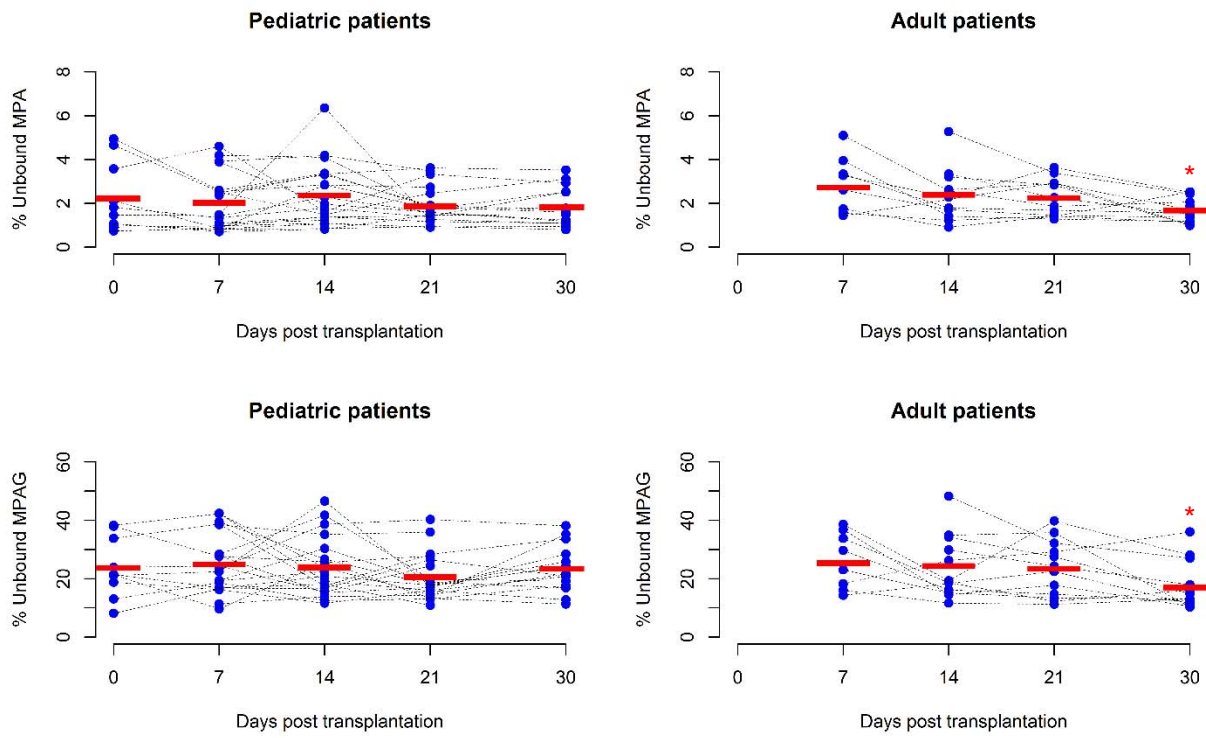 Pediatric patients
8
6
4
2
0
% Unbound MPA
0 7 14 21 30
Days post transplantation
Adult patients
8
6
4
2
0
% Unbound MPA
*
0 7 14 21 30
Days post transplantation
Pediatric patients
60
40
20
0
% Unbound MPAG
0 7 14 21 30
Days post transplantation
Adult patients
60
40
20
0
% Unbound MPAG
*
0 7 14 21 30
Days post transplantation